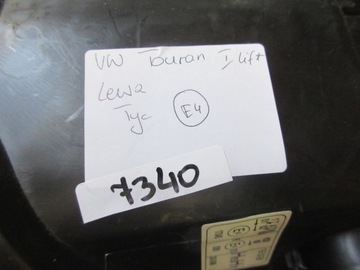 VW Touran I lift
Lewa
Tyc E4
7340